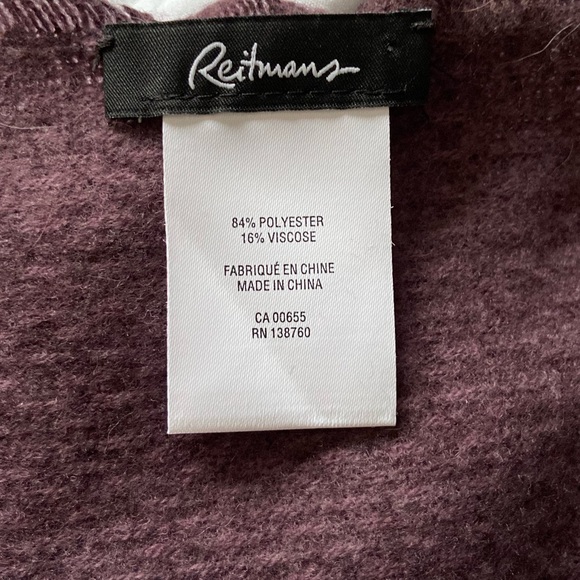 Reitmans
84% POLYESTER
16% VISCOSE
FABRIQUÉ EN CHINE
MADE IN CHINA
CA 00655
RN 138760